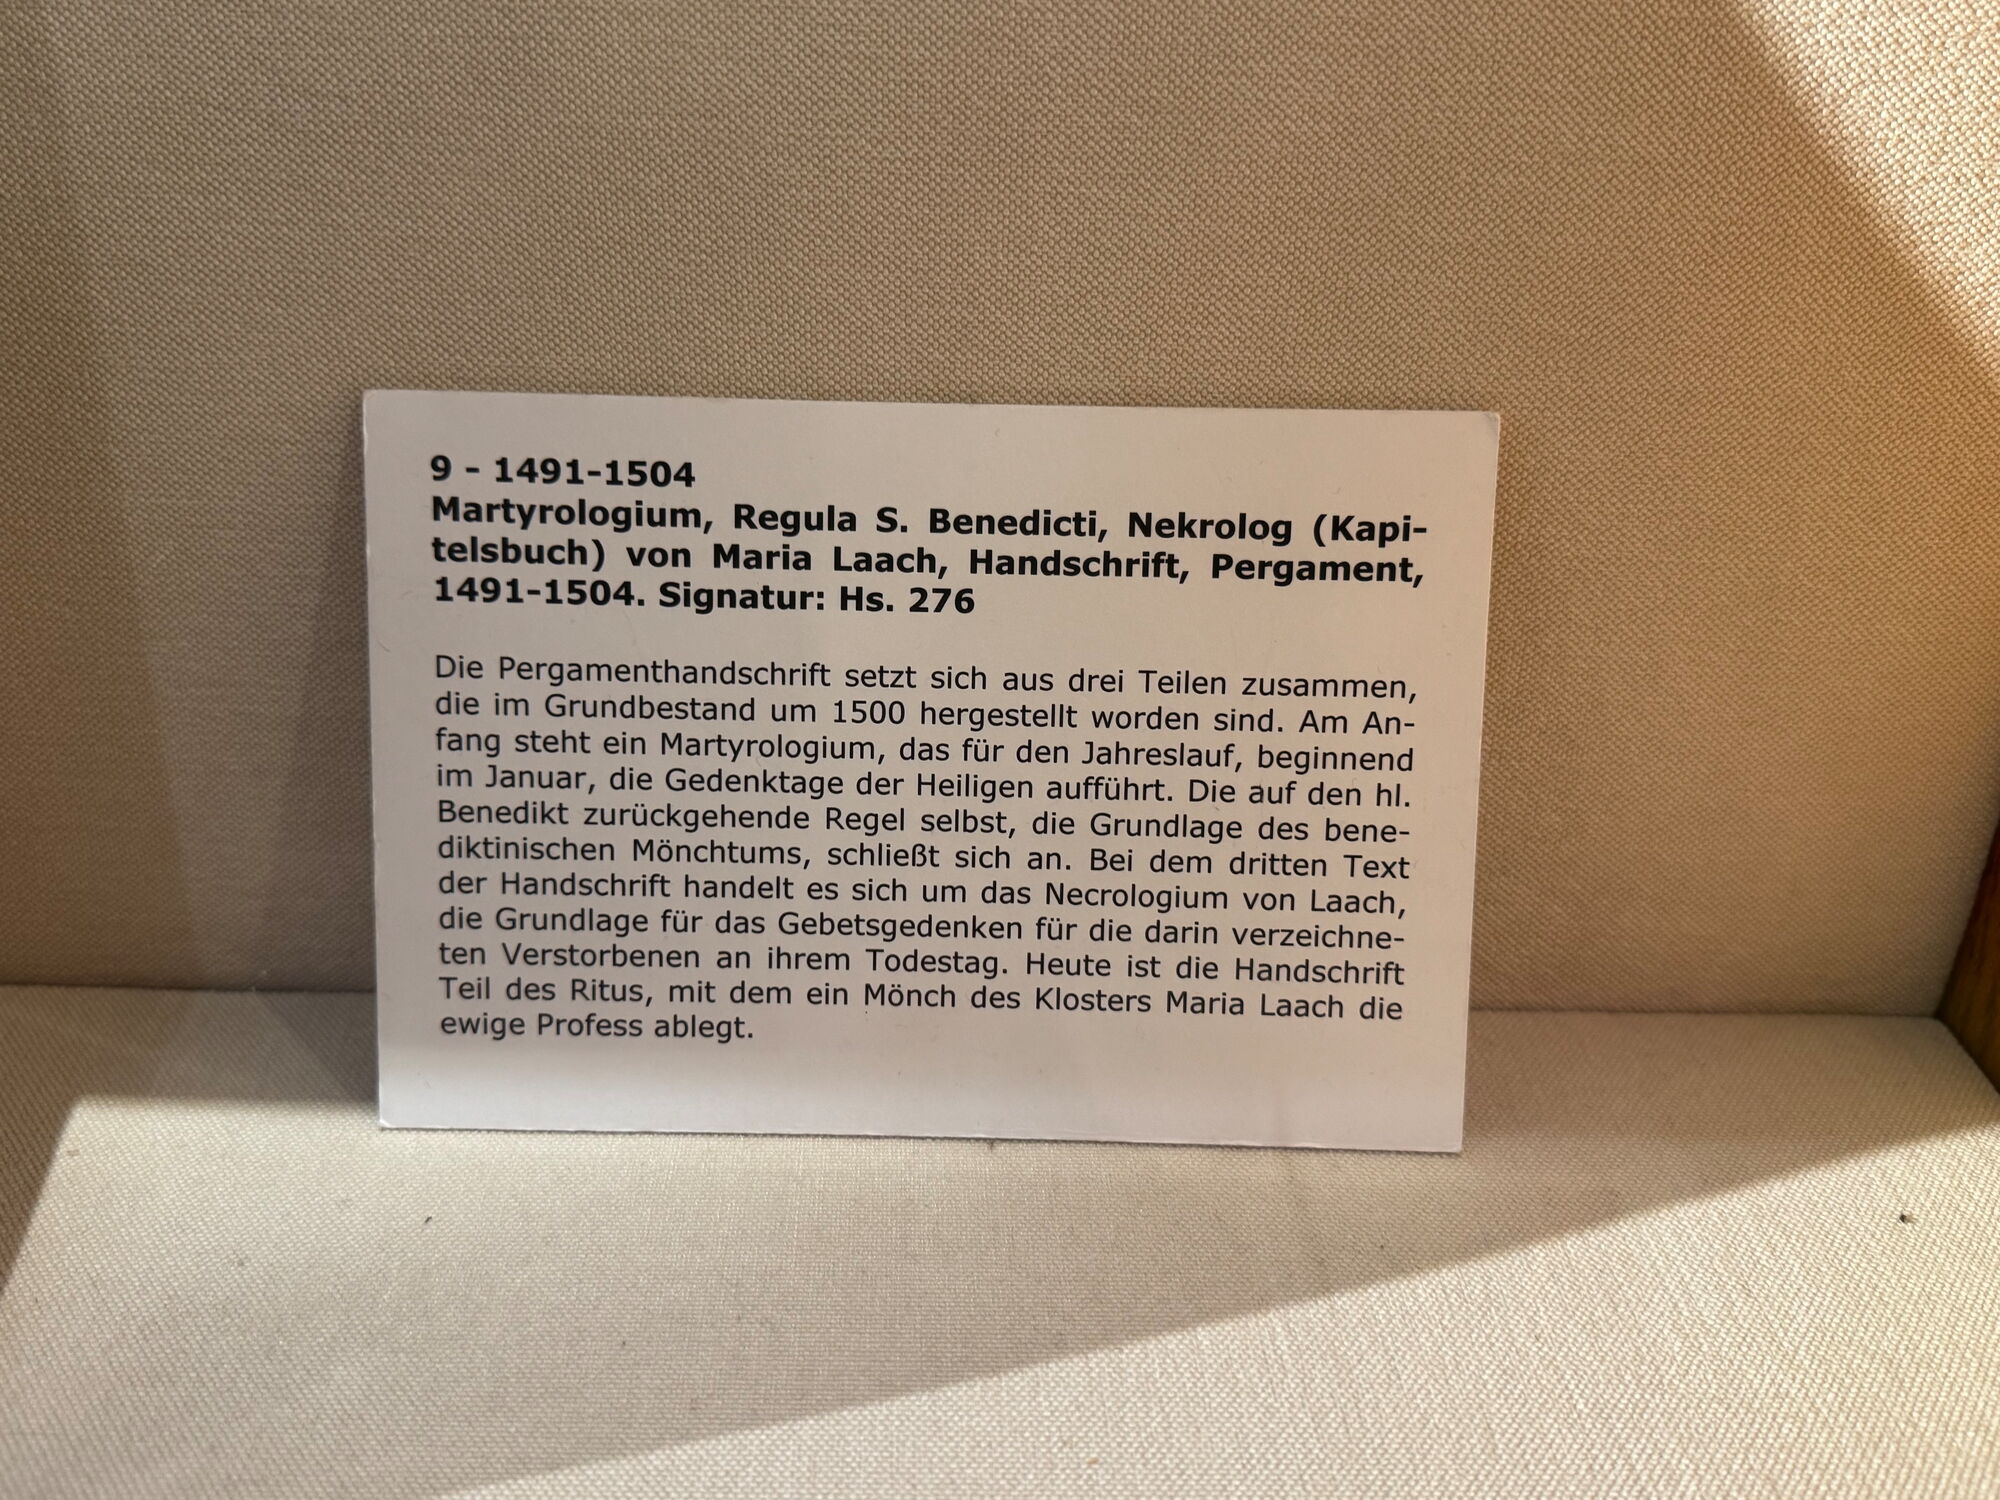 9 - 1491-1504
Martyrologium, Regula S. Benedicti, Nekrolog (Kapi-
telsbuch) von Maria Laach, Handschrift, Pergament,
1491-1504. Signatur: Hs. 276
Die Pergamenthandschrift setzt sich aus drei Teilen zusammen,
die im Grundbestand um 1500 hergestellt worden sind. Am An-
fang steht ein Martyrologium, das für den Jahreslauf, beginnend
im Januar, die Gedenktage der Heiligen aufführt. Die auf den hl.
Benedikt zurückgehende Regel selbst, die Grundlage des bene-
diktinischen Mönchtums, schließt sich an. Bei dem dritten Text
der Handschrift handelt es sich um das Necrologium von Laach,
die Grundlage für das Gebetsgedenken für die darin verzeichne-
ten Verstorbenen an ihrem Todestag. Heute ist die Handschrift
Teil des Ritus, mit dem ein Mönch des Klosters Maria Laach die
ewige Profess ablegt.